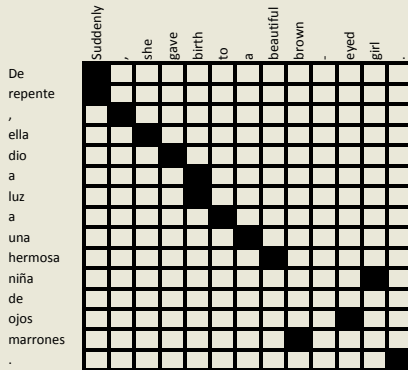 Suddenly
,
she
gave
birth
to
a
beautiful
brown
-
eyed
girl
.
De
repente
,
ella
dio
a
luz
a
una
hermosa
niña
de
ojos
marrones
.